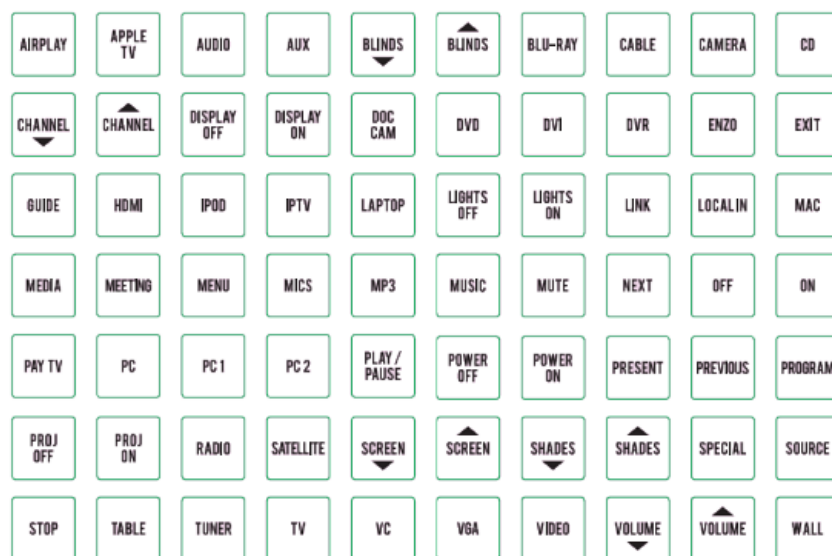 AIRPLAY APPLE TV AUDIO AUX BLINDS BLINDS BLU-RAY CABLE CAMERA CD
CHANNEL CHANNEL DISPLAY OFF DISPLAY ON DOC CAM DVD DVI DVR ENZO EXIT
GUIDE HDMI IPOD IPTV LAPTOP LIGHTS OFF LIGHTS ON LINK LOCAL IN MAC
MEDIA MEETING MENU MICS MP3 MUSIC MUTE NEXT OFF ON
PAY TV PC PC 1 PC 2 PLAY / PAUSE POWER OFF POWER ON PRESENT PREVIOUS PROGRAM
PROJ OFF PROJ ON RADIO SATELLITE SCREEN SCREEN SHADES SHADES SPECIAL SOURCE
STOP TABLE TUNER TV VC VGA VIDEO VOLUME VOLUME WALL